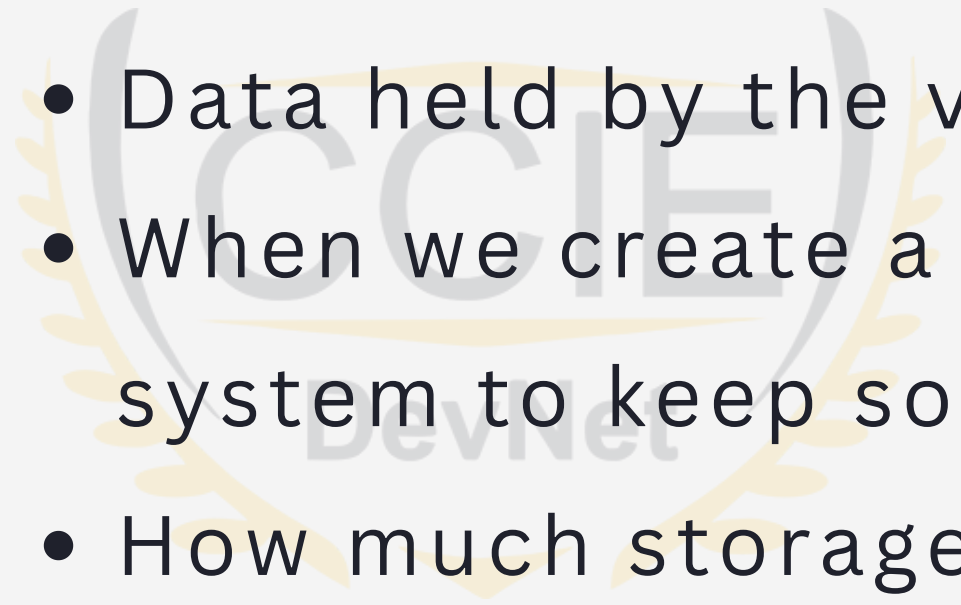 • Data held by the v
• When we create a
system to keep so
• How much storage
CCIE
DevNet